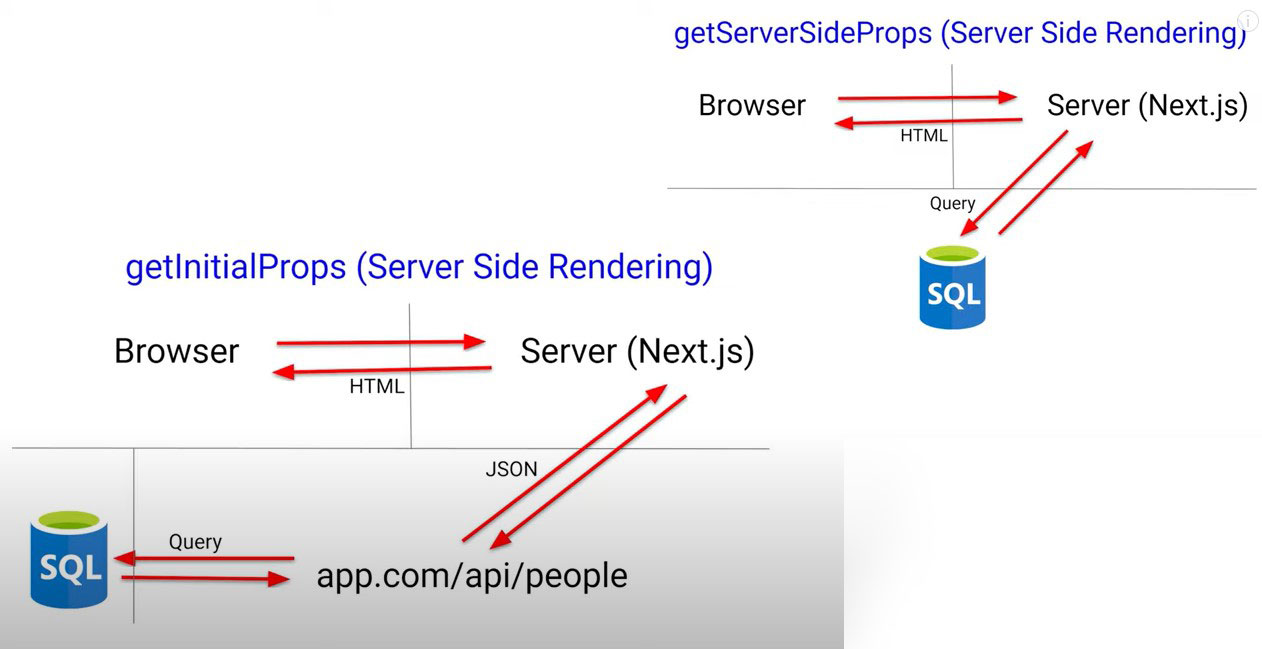 getServerSideProps (Server Side Rendering)
Browser
Server (Next.js)
HTML
Query
SQL
getInitialProps (Server Side Rendering)
Browser
Server (Next.js)
HTML
JSON
Query
SQL
app.com/api/people